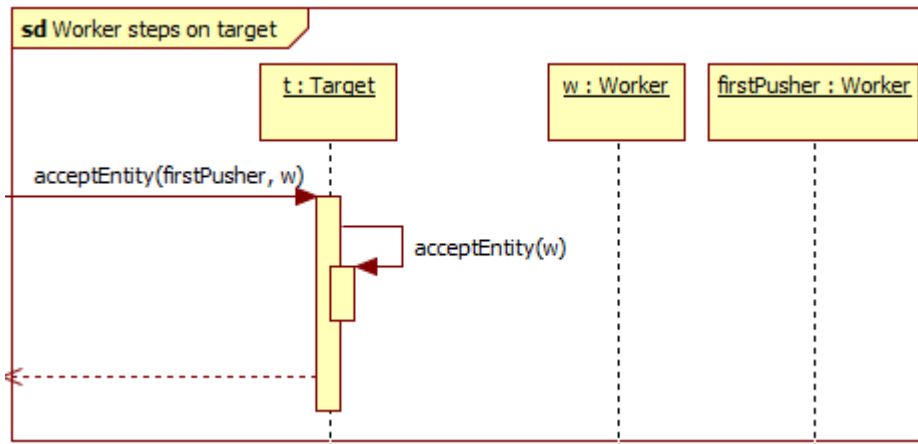 sd Worker steps on target
t : Target
w : Worker
firstPusher : Worker
acceptEntity(firstPusher, w)
acceptEntity(w)